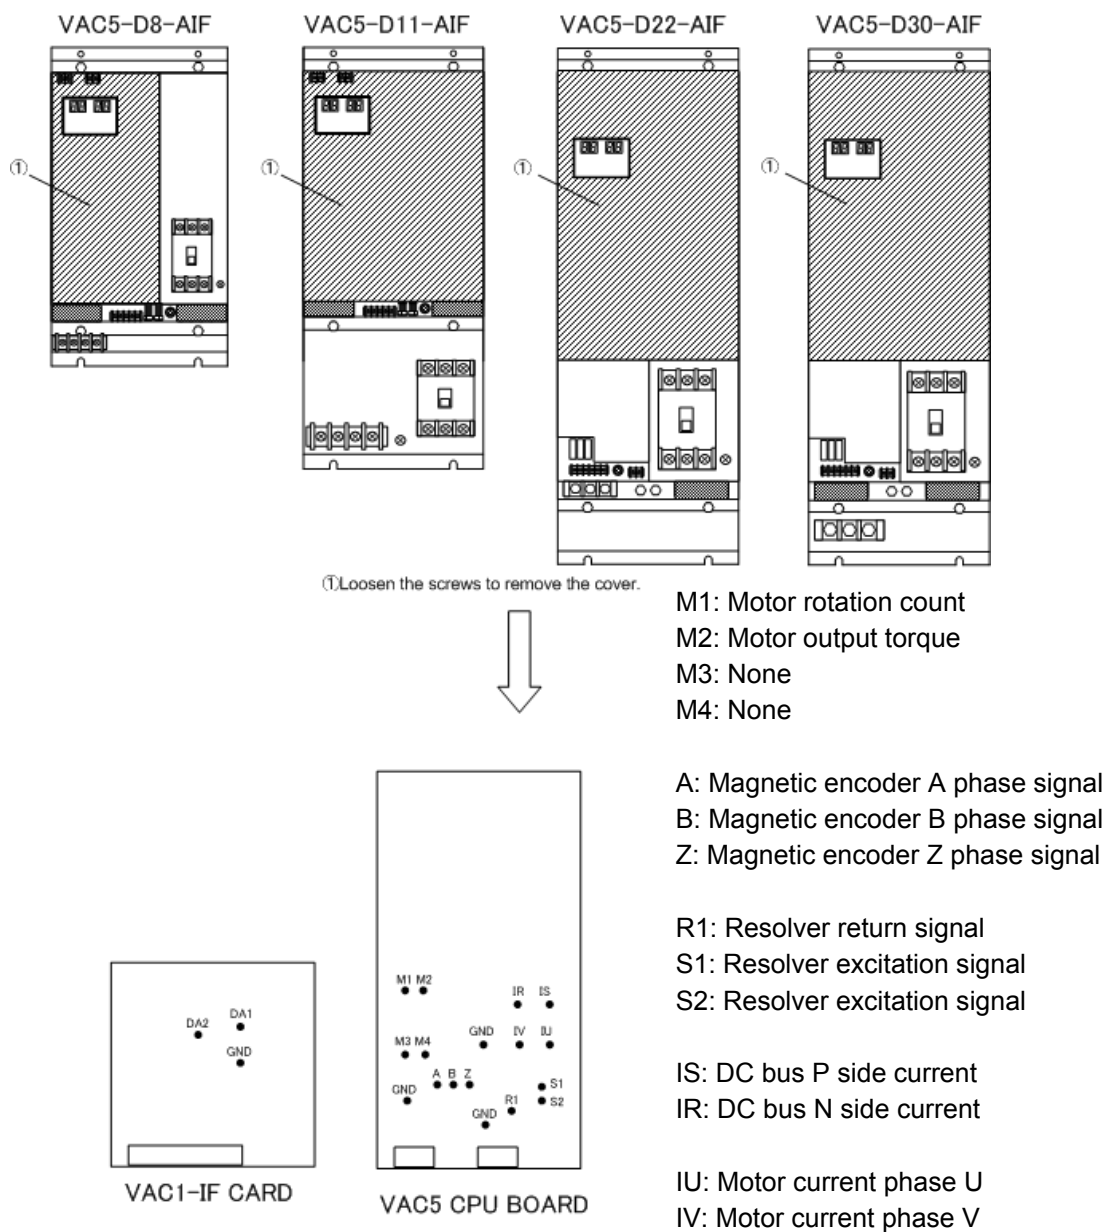 VAC5-D8-AIF
VAC5-D11-AIF
VAC5-D22-AIF
VAC5-D30-AIF
①
①
①
①
①Loosen the screws to remove the cover.
M1: Motor rotation count
M2: Motor output torque
M3: None
M4: None
A: Magnetic encoder A phase signal
B: Magnetic encoder B phase signal
Z: Magnetic encoder Z phase signal
R1: Resolver return signal
S1: Resolver excitation signal
S2: Resolver excitation signal
IS: DC bus P side current
IR: DC bus N side current
IU: Motor current phase U
IV: Motor current phase V
DA2
DA1
GND
VAC1-IF CARD
M1 M2
IR IS
GND IV IU
M3 M4
A B Z
GND
S1
R1
S2
GND
VAC5 CPU BOARD